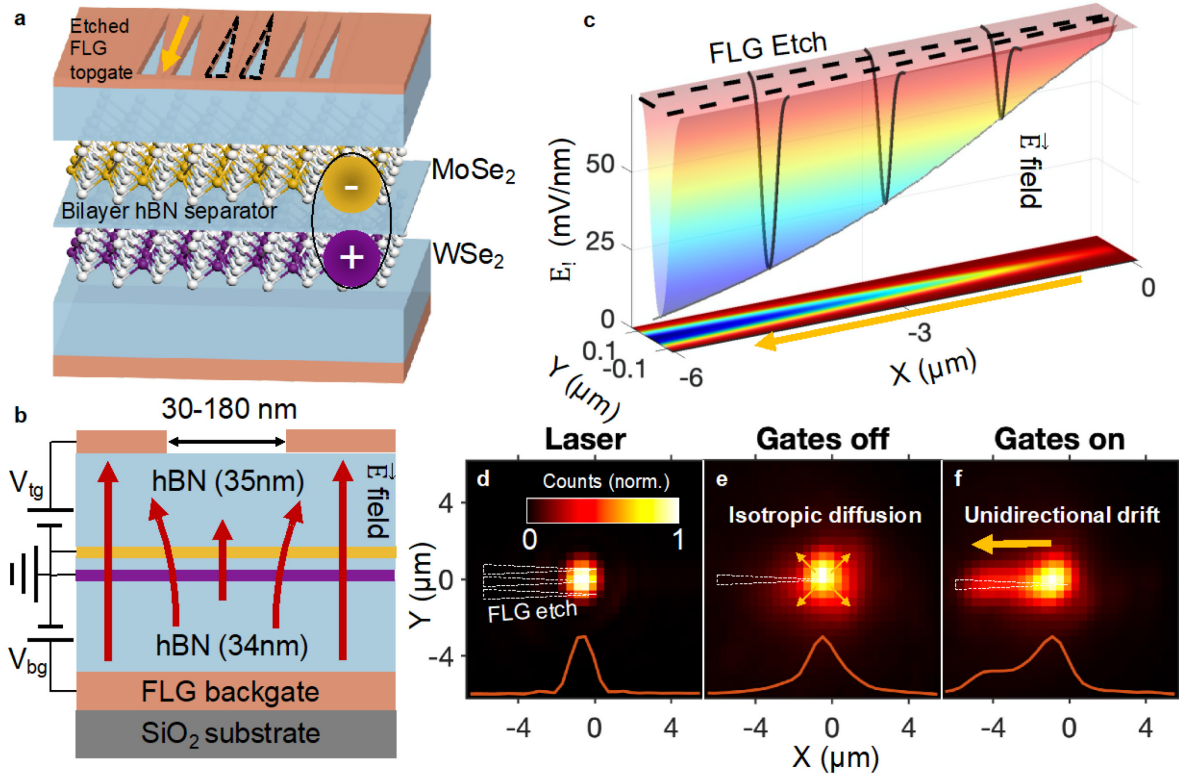 a
Etched
FLG
topgate
MoSe₂
Bilayer hBN separator
WSe₂
-
+
b
30-180 nm
V_tg
hBN (35nm)
E⃗ field
hBN (34nm)
V_bg
FLG backgate
SiO₂ substrate
c
FLG Etch
E⃗ field
50
25
0
E_! (mV/nm)
0.1
-0.1
Y (µm)
-6
-3
0
X (µm)
Laser
Gates off
Gates on
d
Counts (norm.)
0
1
FLG etch
e
Isotropic diffusion
f
Unidirectional drift
4
0
-4
Y (µm)
-4
0
4
-4
0
4
-4
0
4
X (µm)